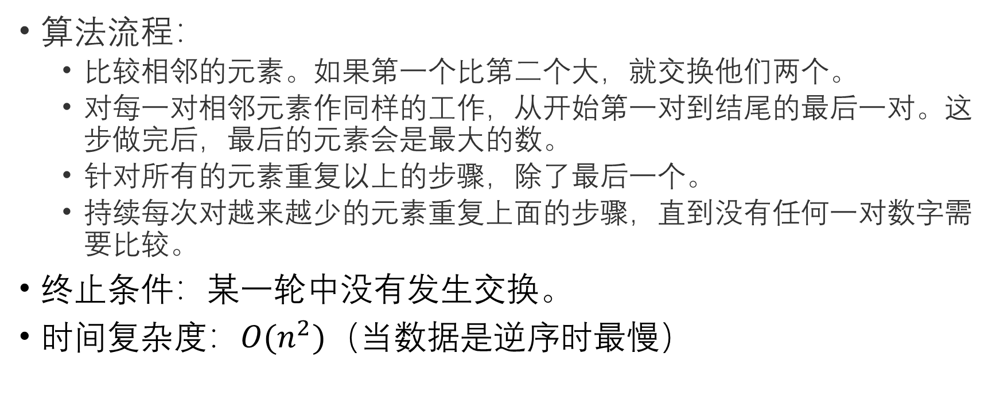 • 算法流程：
• 比较相邻的元素。如果第一个比第二个大，就交换他们两个。
• 对每一对相邻元素作同样的工作，从开始第一对到结尾的最后一对。这
步做完后，最后的元素会是最大的数。
• 针对所有的元素重复以上的步骤，除了最后一个。
• 持续每次对越来越少的元素重复上面的步骤，直到没有任何一对数字需
要比较。
• 终止条件：某一轮中没有发生交换。
• 时间复杂度：O(n²)（当数据是逆序时最慢）